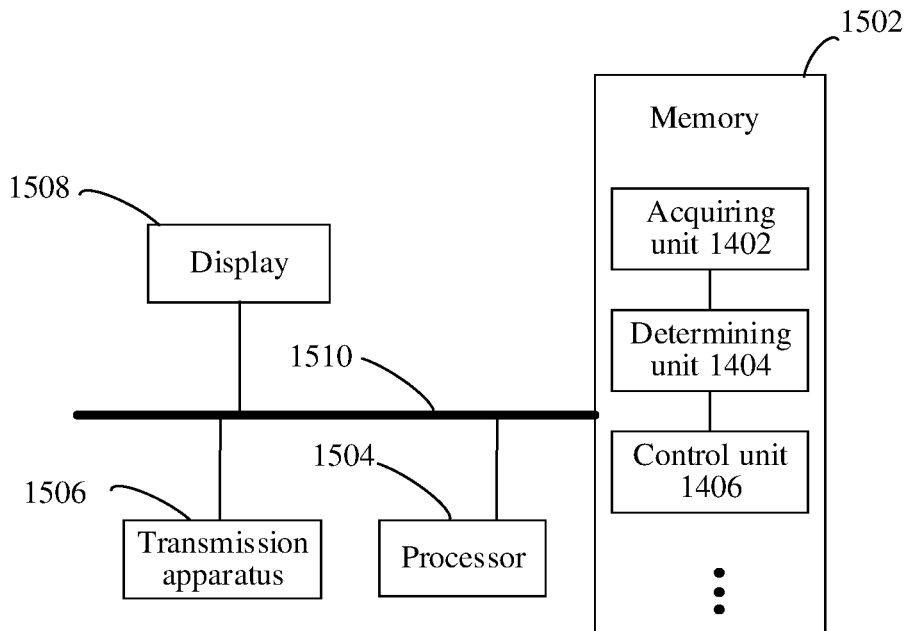 1502
Memory
1508
Acquiring
unit 1402
Display
Determining
unit 1404
1510
1504
Control unit
1406
1506
Transmission
apparatus
Processor